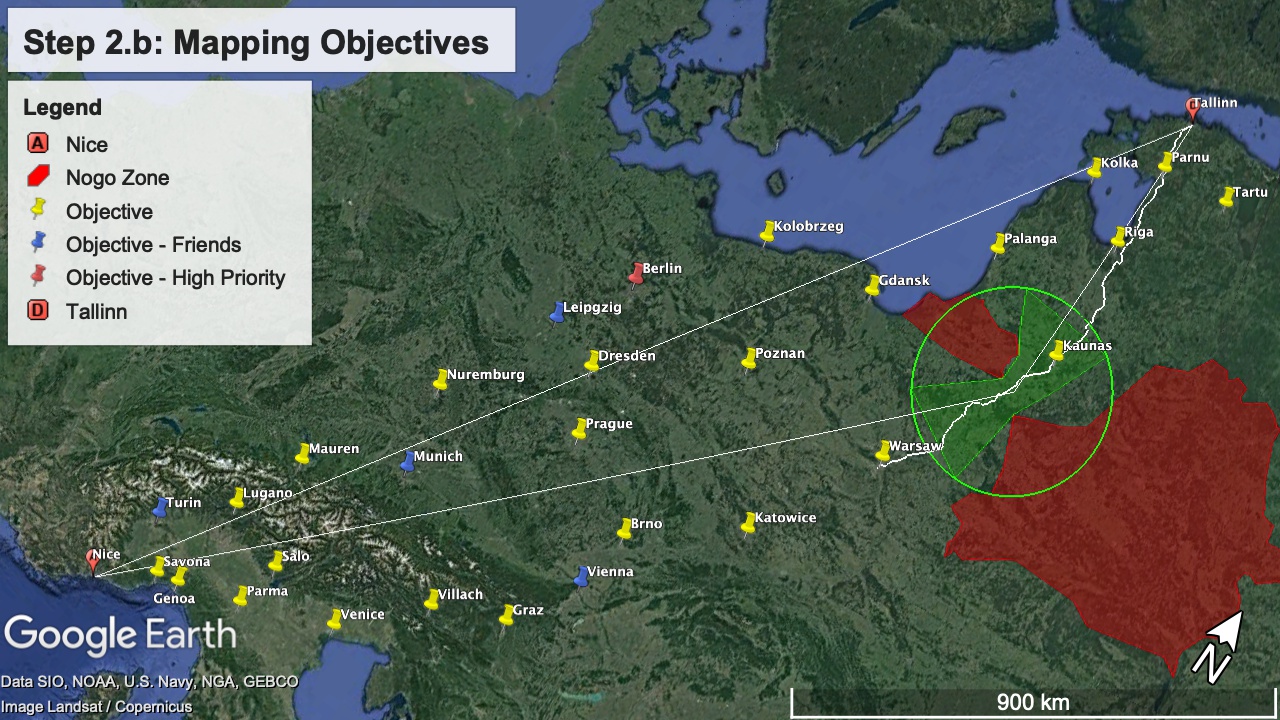 Step 2.b: Mapping Objectives
Legend
A Nice
Nogo Zone
Objective
Objective - Friends
Objective - High Priority
D Tallinn
Tallinn
Kolka
Parnu
Tartu
Kolobrzeg
Palanga
Riga
Berlin
Gdansk
Leipgzig
Dresden
Poznan
Kaunas
Nuremburg
Prague
Mauren
Munich
Warsaw
Turin
Lugano
Brno
Katowice
Nice
Savona
Salo
Vienna
Genoa
Parma
Villach
Venice
Graz
Google Earth
N
Data SIO, NOAA, U.S. Navy, NGA, GEBCO
Image Landsat / Copernicus
900 km